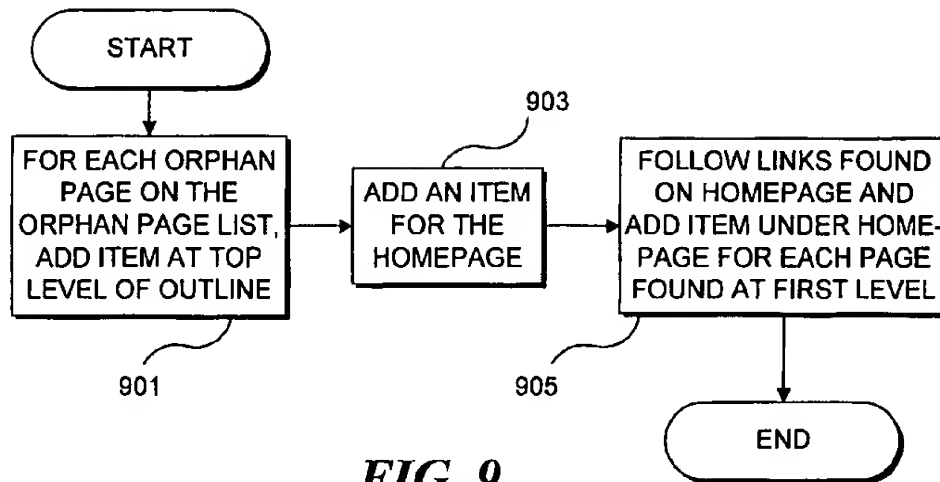 START
903
FOR EACH ORPHAN
PAGE ON THE
ORPHAN PAGE LIST,
ADD ITEM AT TOP
LEVEL OF OUTLINE
ADD AN ITEM
FOR THE
HOMEPAGE
FOLLOW LINKS FOUND
ON HOMEPAGE AND
ADD ITEM UNDER HOME-
PAGE FOR EACH PAGE
FOUND AT FIRST LEVEL
901
905
END
FIG. 9